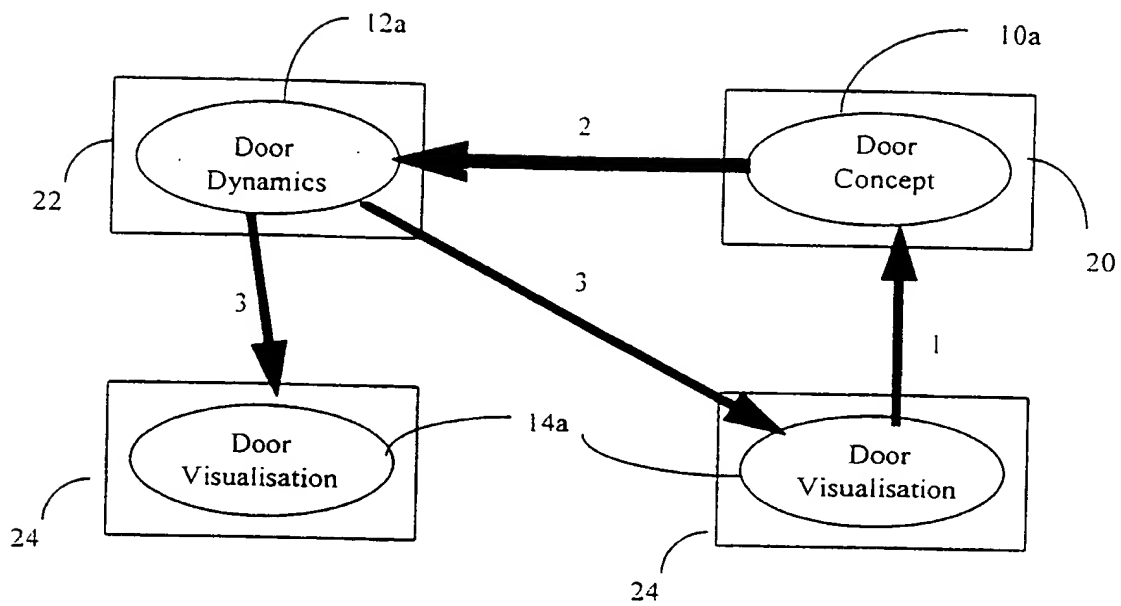 12a
10a
Door
Dynamics
2
Door
Concept
22
20
3
3
1
14a
Door
Visualisation
Door
Visualisation
24
24